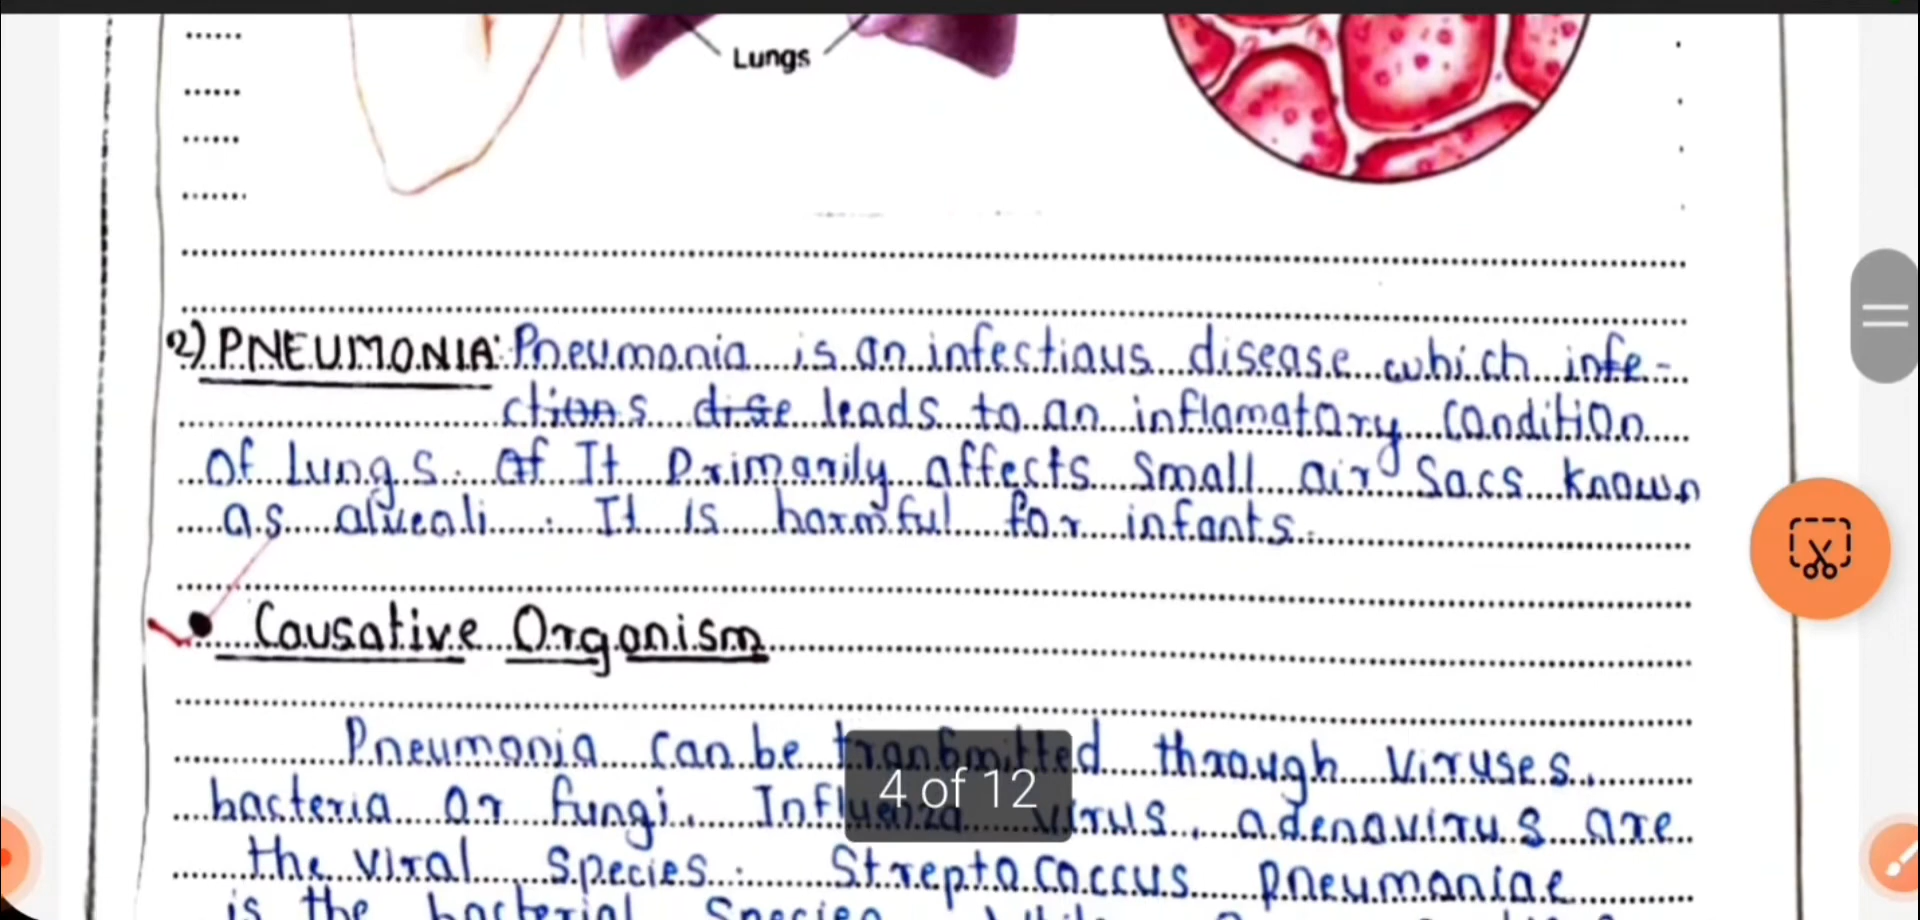 Lungs
2) PNEUMONIA: Pneumonia is an infectious disease which infe-
ctions dise leads to an inflamatory condition
of Lungs. Of It Primarily affects Small air Sacs known
as alveoli. It is harmful for infants.
Causative Organism
Pneumonia can be transmitted through Viruses,
4 of 12
bacteria or fungi. Influenza virus, adenovirus are
the viral Species. Streptococcus pneumoniae
is the bacterial Species